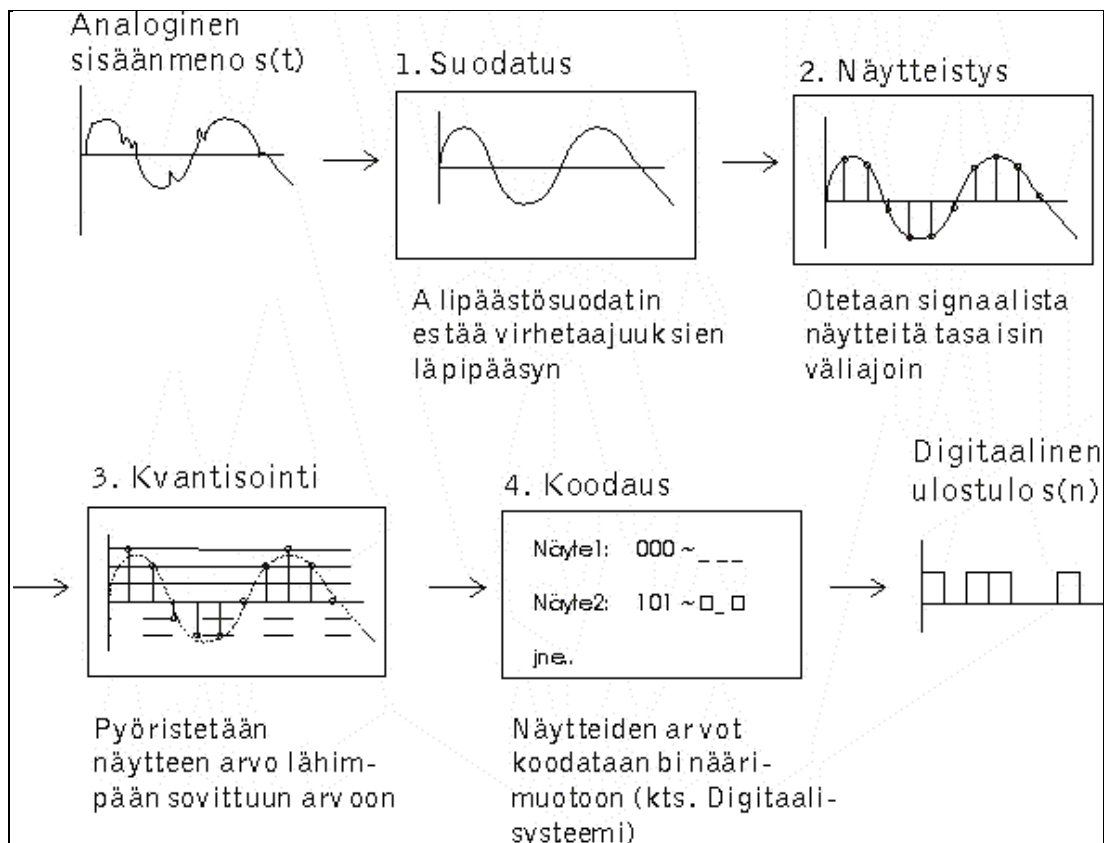 Analoginen
sisäänmeno s(t)
1. Suodatus
2. Näytteistys
Alipäästösuodatin
estää virhetaajuuksien
läpipääsyn
Otetaan signaalista
näytteitä tasaisin
väliajoin
3. Kvantisointi
4. Koodaus
Digitaalinen
ulostulo s(n)
Näyte1: 000 ~_ _ _
Näyte2: 101 ~□_□
jne..
Pyöristetään
näytteen arvo lähim-
pään sovittuun arvoon
Näytteiden arvot
koodataan binääri-
muotoon (kts. Digitaali-
systeemi)